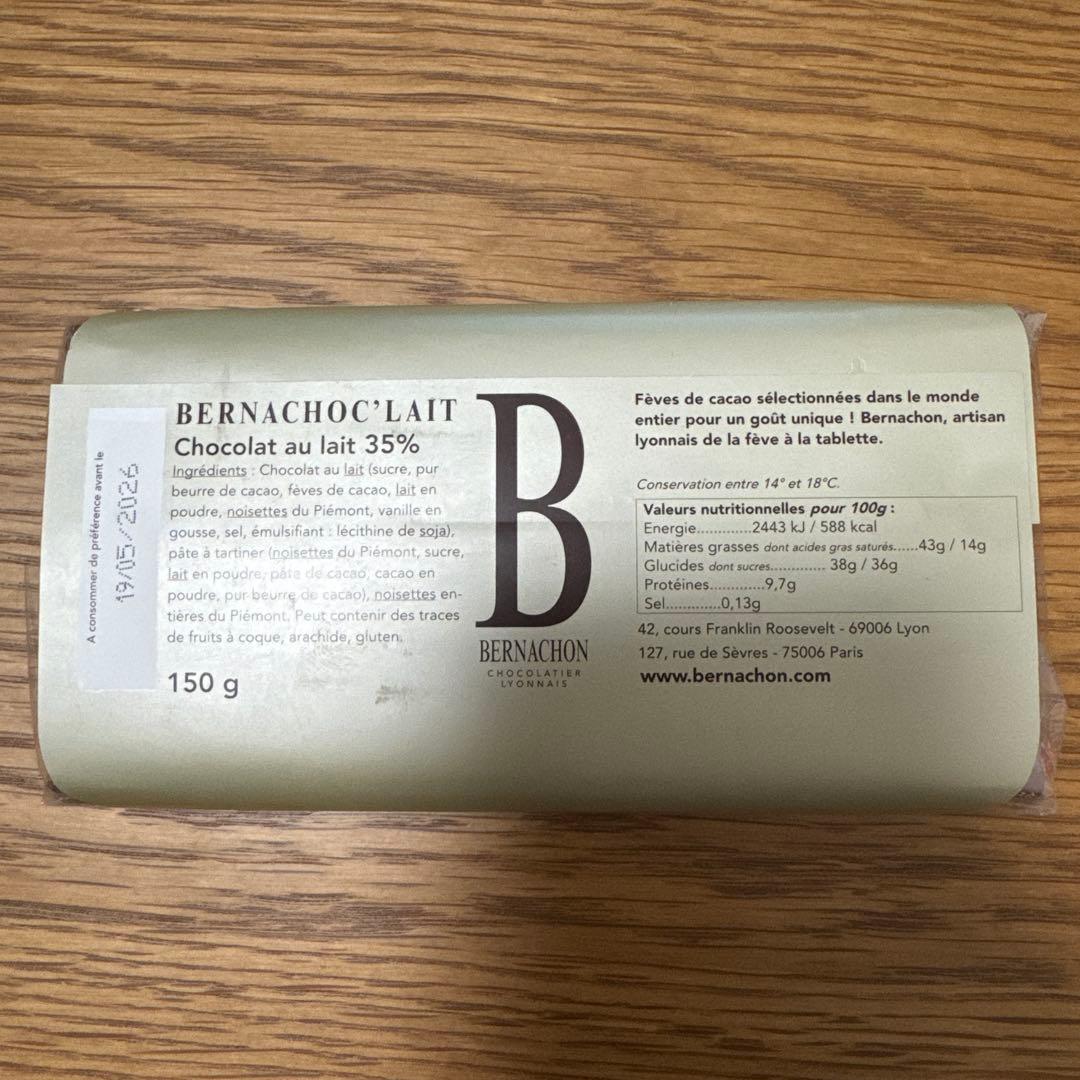 A consommer de préférence avant le
19/05/2026
BERNACHOC'LAIT
Chocolat au lait 35%
Ingrédients : Chocolat au lait (sucre, pur
beurre de cacao, fèves de cacao, lait en
poudre, noisettes du Piémont, vanille en
gousse, sel, émulsifiant : lécithine de soja),
pâte à tartiner (noisettes du Piémont, sucre,
lait en poudre, pâte de cacao, cacao en
poudre, pur beurre de cacao), noisettes en-
tières du Piémont. Peut contenir des traces
de fruits à coque, arachide, gluten.
150 g
B
BERNACHON
CHOCOLATIER
LYONNAIS
Fèves de cacao sélectionnées dans le monde
entier pour un goût unique ! Bernachon, artisan
lyonnais de la fève à la tablette.
Conservation entre 14° et 18°C.
Valeurs nutritionnelles pour 100g :
Energie............2443 kJ / 588 kcal
Matières grasses dont acides gras saturés......43g / 14g
Glucides dont sucres............. 38g / 36g
Protéines............9,7g
Sel............0,13g
42, cours Franklin Roosevelt - 69006 Lyon
127, rue de Sèvres - 75006 Paris
www.bernachon.com